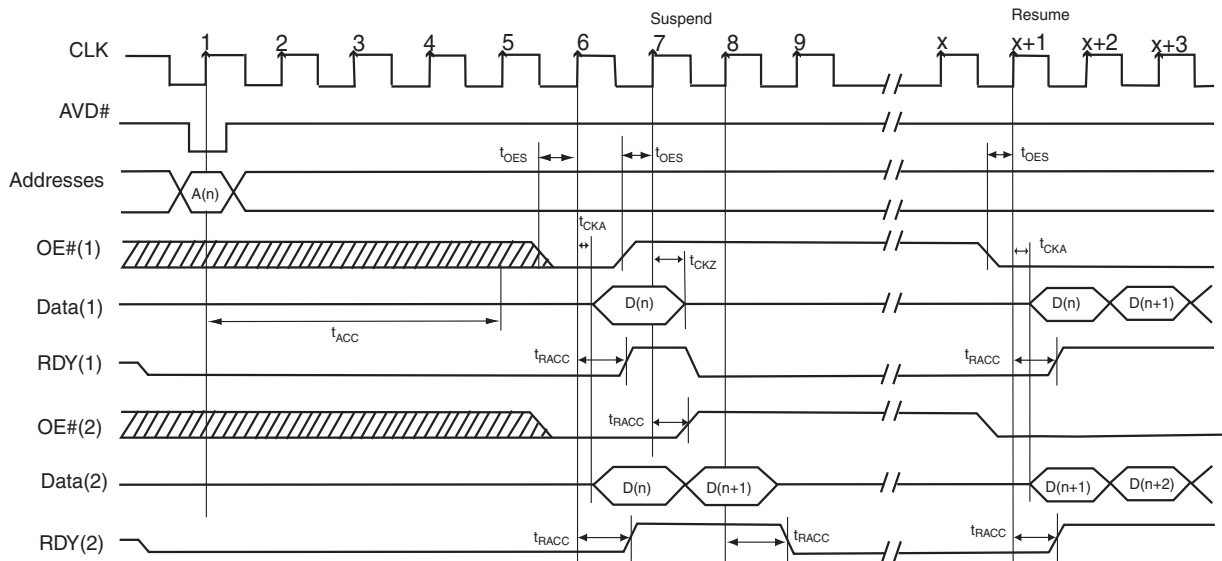 Suspend Resume
CLK 1 2 3 4 5 6 7 8 9 x x+1 x+2 x+3
AVD#
tOES tOES tOES
Addresses A(n)
tCKA
OE#(1) tCKZ tCKA
Data(1) D(n) D(n) D(n+1)
tACC
RDY(1) tRACC tRACC
OE#(2) tRACC
Data(2) D(n) D(n+1) D(n+1) D(n+2)
RDY(2) tRACC tRACC tRACC